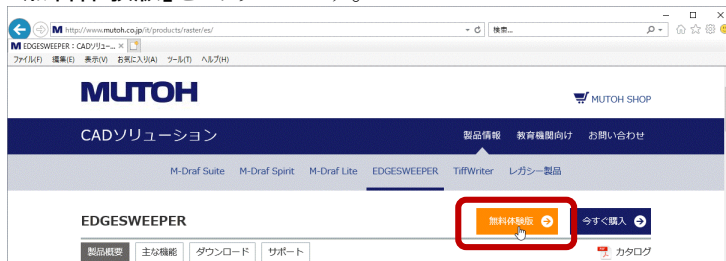 http://www.mutoh.co.jp/it/products/raster/es/
検索...
EDGESWEEPER：CADソリュー...
ファイル(F) 編集(E) 表示(V) お気に入り(A) ツール(T) ヘルプ(H)
MUTOH
MUTOH SHOP
CADソリューション
製品情報 教育機関向け お問い合わせ
M-Draf Suite M-Draf Spirit M-Draf Lite EDGESWEEPER TiffWriter レガシー製品
EDGESWEEPER
無料体験版
今すぐ購入
製品概要 主な機能 ダウンロード サポート
カタログ